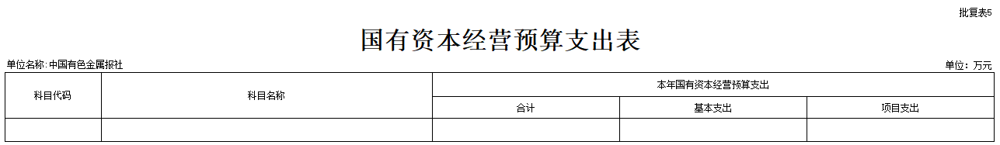 批复表5
国有资本经营预算支出表
单位名称:中国有色金属报社 单位：万元
科目代码 科目名称 本年国有资本经营预算支出
合计 基本支出 项目支出